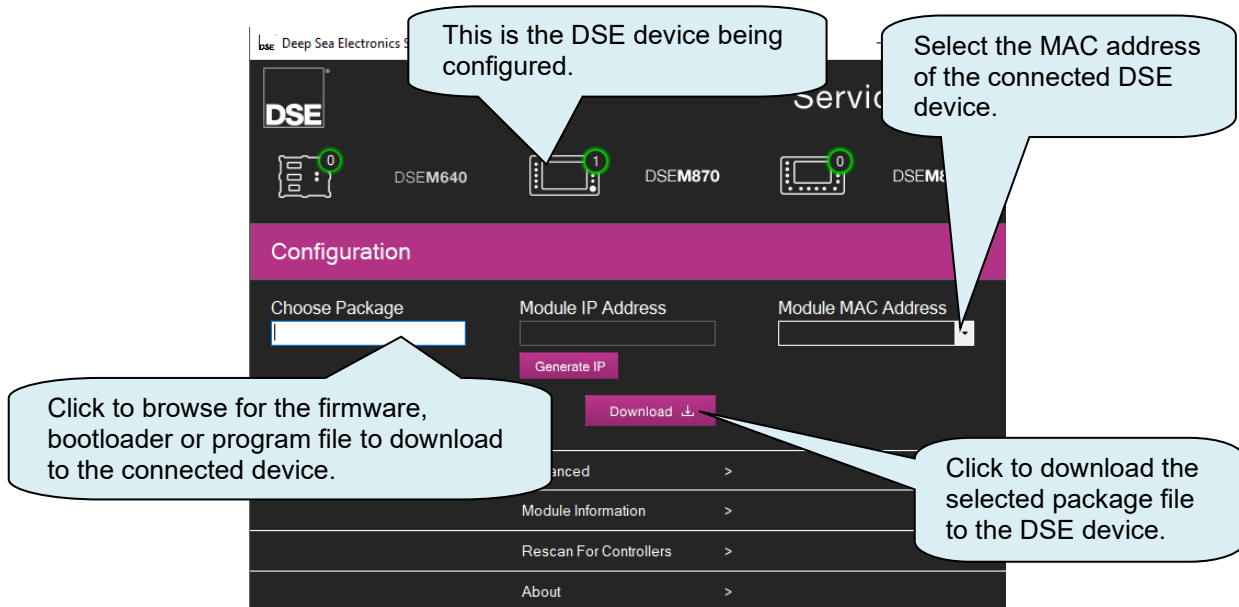 This is the DSE device being
configured.
Select the MAC address
of the connected DSE
device.
DSE Deep Sea Electronics S
DSE
Servic
0
DSEM640
1
DSEM870
0
DSEM8
Configuration
Choose Package
Module IP Address
Module MAC Address
Generate IP
Download
Click to browse for the firmware,
bootloader or program file to download
to the connected device.
Click to download the
selected package file
to the DSE device.
anced >
Module Information >
Rescan For Controllers >
About >